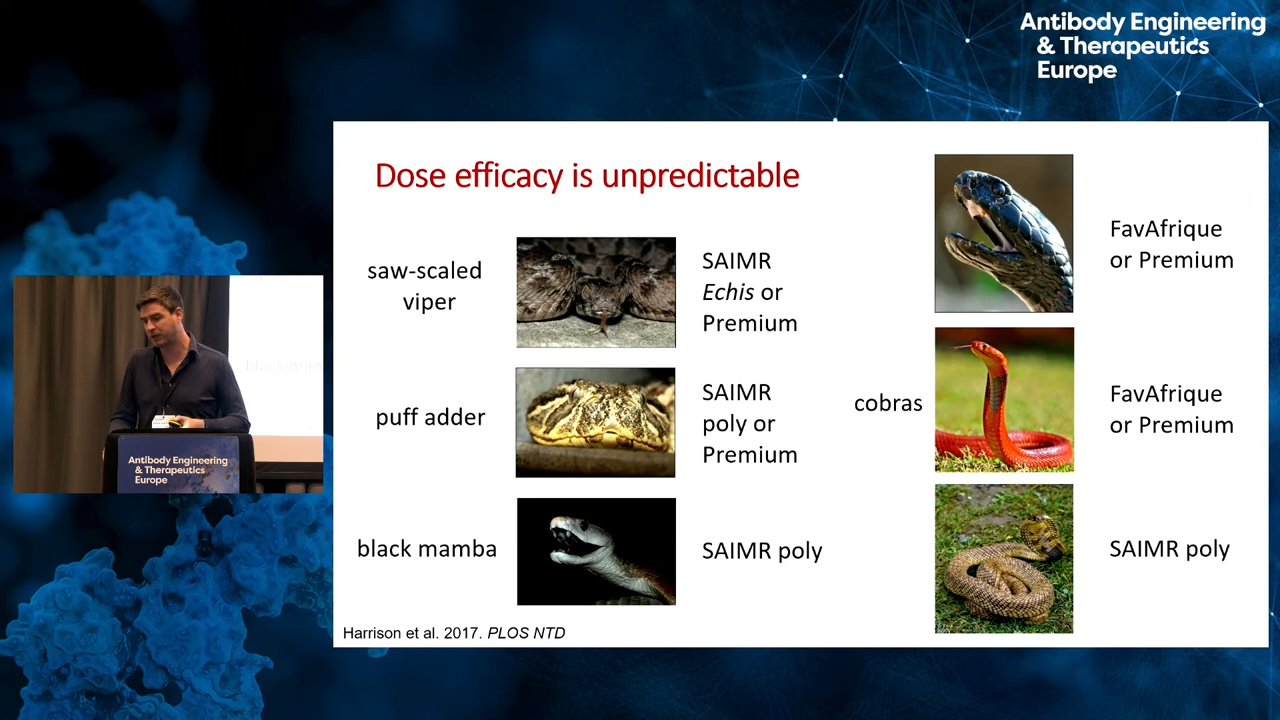 Antibody Engineering
& Therapeutics
Europe
Dose efficacy is unpredictable
saw-scaled
viper
SAIMR
Echis or
Premium
puff adder
SAIMR
poly or
Premium
black mamba
SAIMR poly
cobras
FavAfrique
or Premium
FavAfrique
or Premium
SAIMR poly
Harrison et al. 2017. PLOS NTD
black mam
Antibody Engineering
& Therapeutics
Europe